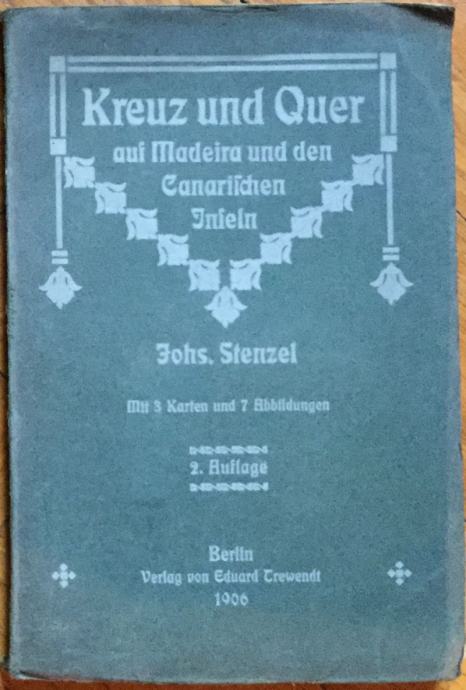 Kreuz und Quer
auf Madeira und den
Canariſchen
Inſeln
Johs. Stenzel
Mit 3 Karten und 7 Abbildungen
2. Auflage
Berlin
Verlag von Eduard Trewendt
1906